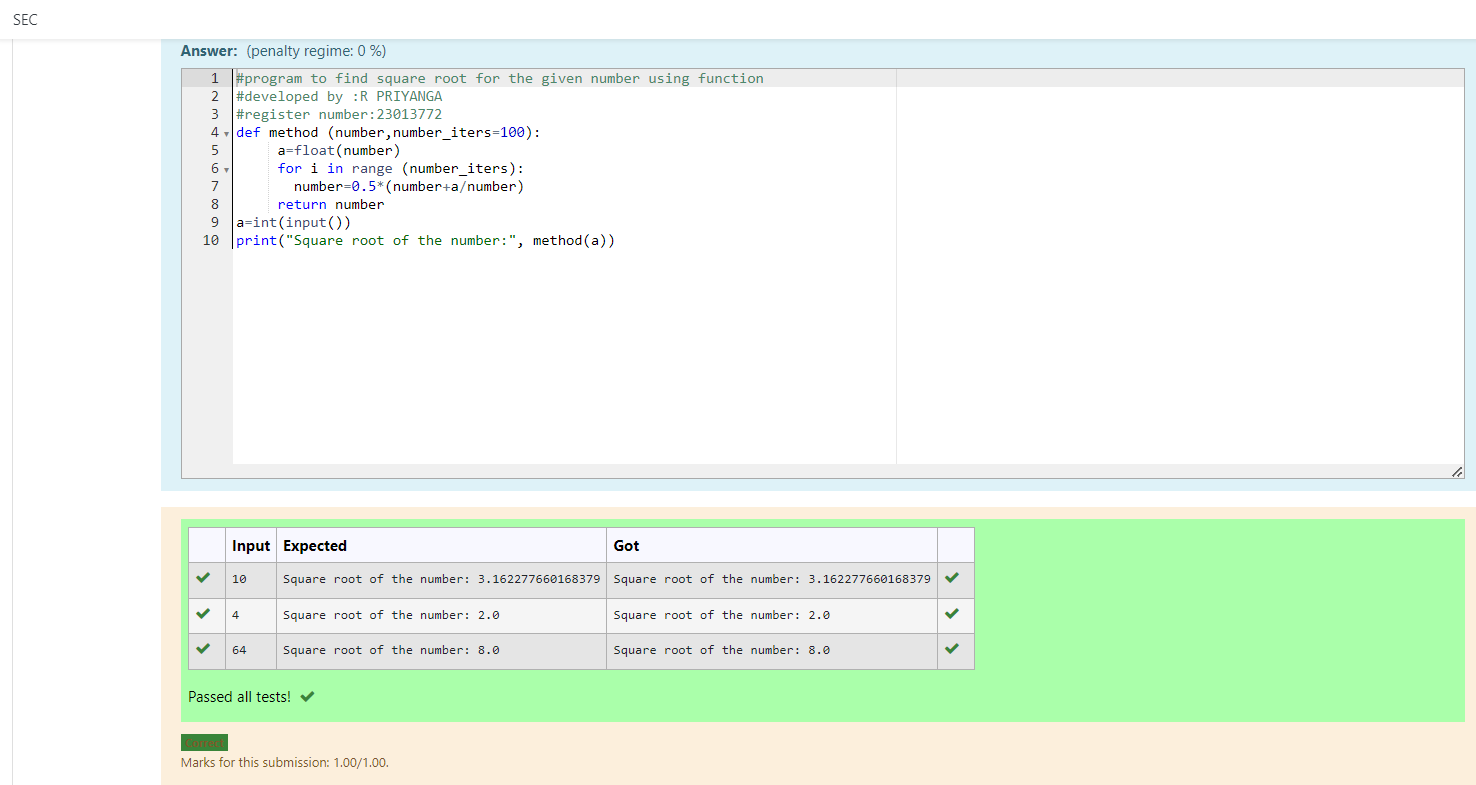 SEC
Answer: (penalty regime: 0 %)
1 #program to find square root for the given number using function
2 #developed by :R PRIYANGA
3 #register number:23013772
4 def method (number,number_iters=100):
5 a=float(number)
6 for i in range (number_iters):
7 number=0.5*(number+a/number)
8 return number
9 a=int(input())
10 print("Square root of the number:", method(a))
Input Expected Got
10 Square root of the number: 3.162277660168379 Square root of the number: 3.162277660168379
4 Square root of the number: 2.0 Square root of the number: 2.0
64 Square root of the number: 8.0 Square root of the number: 8.0
Passed all tests!
Correct
Marks for this submission: 1.00/1.00.